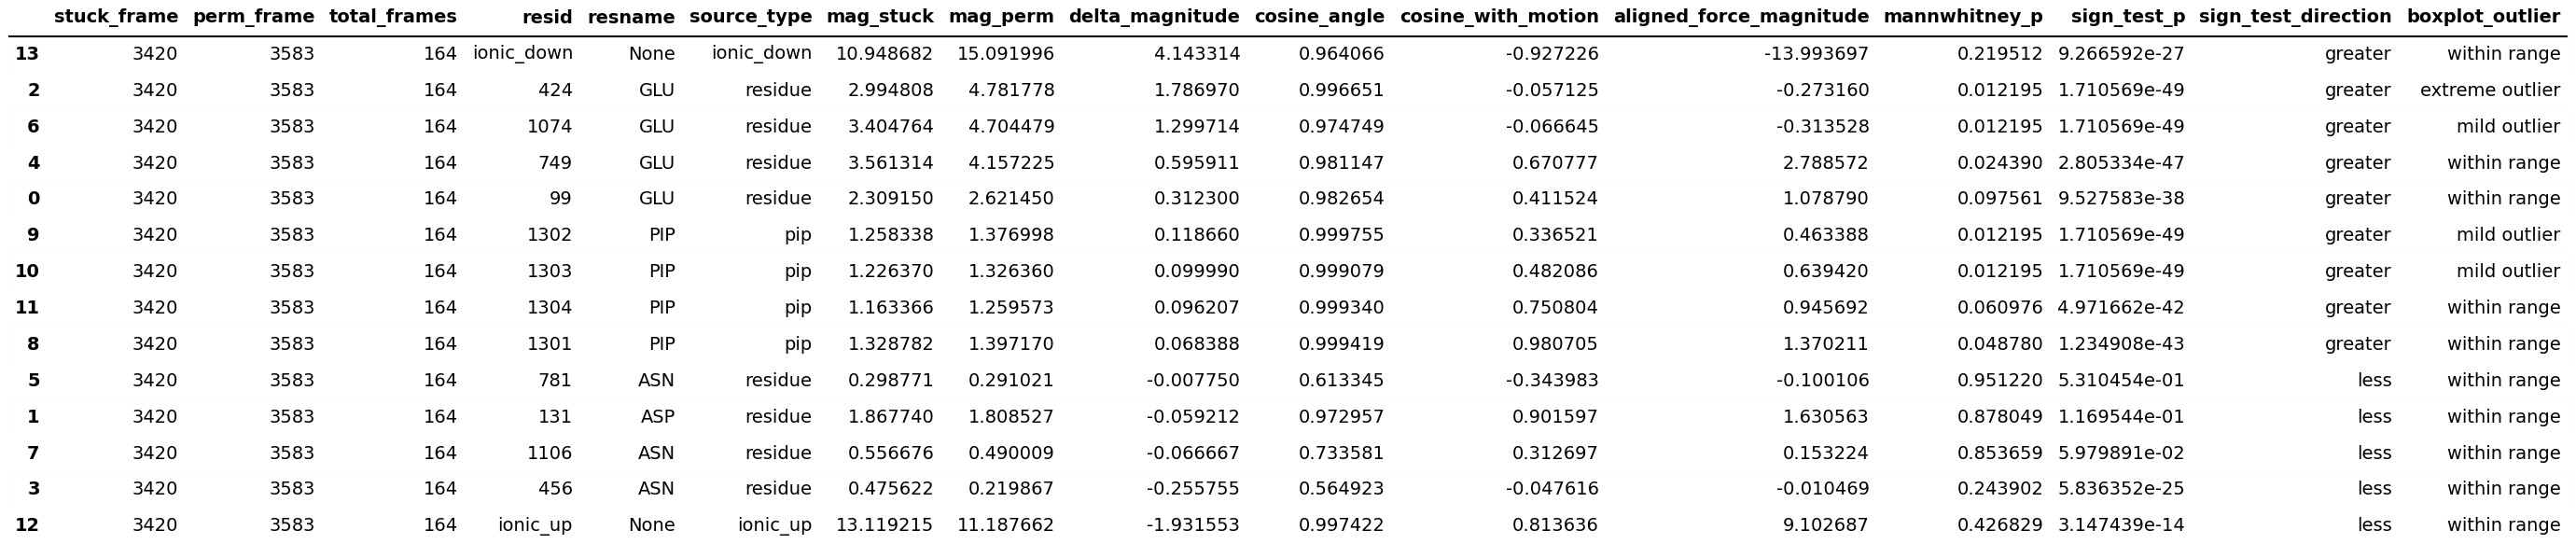 stuck_frame perm_frame total_frames resid resname source_type mag_stuck mag_perm delta_magnitude cosine_angle cosine_with_motion aligned_force_magnitude mannwhitney_p sign_test_p sign_test_direction boxplot_outlier
13 3420 3583 164 ionic_down None ionic_down 10.948682 15.091996 4.143314 0.964066 -0.927226 -13.993697 0.219512 9.266592e-27 greater within range
2 3420 3583 164 424 GLU residue 2.994808 4.781778 1.786970 0.996651 -0.057125 -0.273160 0.012195 1.710569e-49 greater extreme outlier
6 3420 3583 164 1074 GLU residue 3.404764 4.704479 1.299714 0.974749 -0.066645 -0.313528 0.012195 1.710569e-49 greater mild outlier
4 3420 3583 164 749 GLU residue 3.561314 4.157225 0.595911 0.981147 0.670777 2.788572 0.024390 2.805334e-47 greater within range
0 3420 3583 164 99 GLU residue 2.309150 2.621450 0.312300 0.982654 0.411524 1.078790 0.097561 9.527583e-38 greater within range
9 3420 3583 164 1302 PIP pip 1.258338 1.376998 0.118660 0.999755 0.336521 0.463388 0.012195 1.710569e-49 greater mild outlier
10 3420 3583 164 1303 PIP pip 1.226370 1.326360 0.099990 0.999079 0.482086 0.639420 0.012195 1.710569e-49 greater mild outlier
11 3420 3583 164 1304 PIP pip 1.163366 1.259573 0.096207 0.999340 0.750804 0.945692 0.060976 4.971662e-42 greater within range
8 3420 3583 164 1301 PIP pip 1.328782 1.397170 0.068388 0.999419 0.980705 1.370211 0.048780 1.234908e-43 greater within range
5 3420 3583 164 781 ASN residue 0.298771 0.291021 -0.007750 0.613345 -0.343983 -0.100106 0.951220 5.310454e-01 less within range
1 3420 3583 164 131 ASP residue 1.867740 1.808527 -0.059212 0.972957 0.901597 1.630563 0.878049 1.169544e-01 less within range
7 3420 3583 164 1106 ASN residue 0.556676 0.490009 -0.066667 0.733581 0.312697 0.153224 0.853659 5.979891e-02 less within range
3 3420 3583 164 456 ASN residue 0.475622 0.219867 -0.255755 0.564923 -0.047616 -0.010469 0.243902 5.836352e-25 less within range
12 3420 3583 164 ionic_up None ionic_up 13.119215 11.187662 -1.931553 0.997422 0.813636 9.102687 0.426829 3.147439e-14 less within range